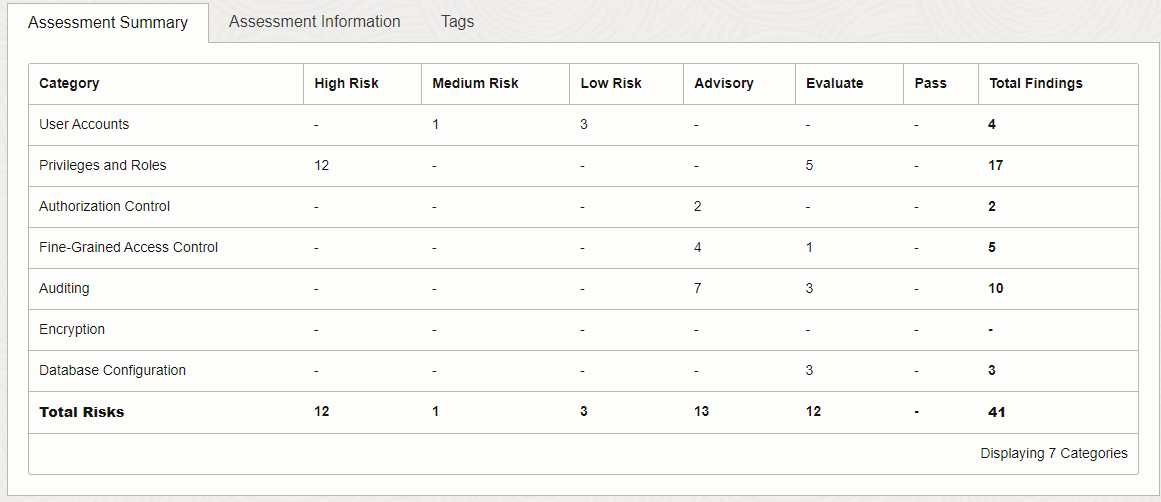 Assessment Summary Assessment Information Tags
Category High Risk Medium Risk Low Risk Advisory Evaluate Pass Total Findings
User Accounts - 1 3 - - - 4
Privileges and Roles 12 - - - 5 - 17
Authorization Control - - - 2 - - 2
Fine-Grained Access Control - - - 4 1 - 5
Auditing - - - 7 3 - 10
Encryption - - - - - - -
Database Configuration - - - - 3 - 3
Total Risks 12 1 3 13 12 - 41
Displaying 7 Categories